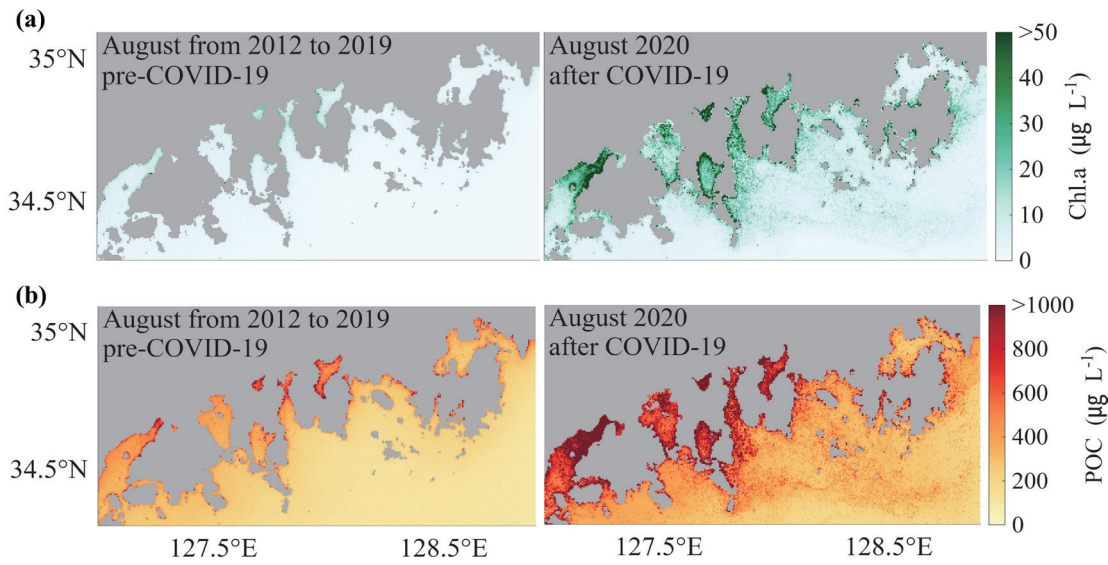 (a)
August from 2012 to 2019
pre-COVID-19
August 2020
after COVID-19
35°N
34.5°N
>50
40
30
20
10
0
Chl.a (μg L⁻¹)
(b)
August from 2012 to 2019
pre-COVID-19
August 2020
after COVID-19
35°N
34.5°N
>1000
800
600
400
200
0
POC (μg L⁻¹)
127.5°E
128.5°E
127.5°E
128.5°E